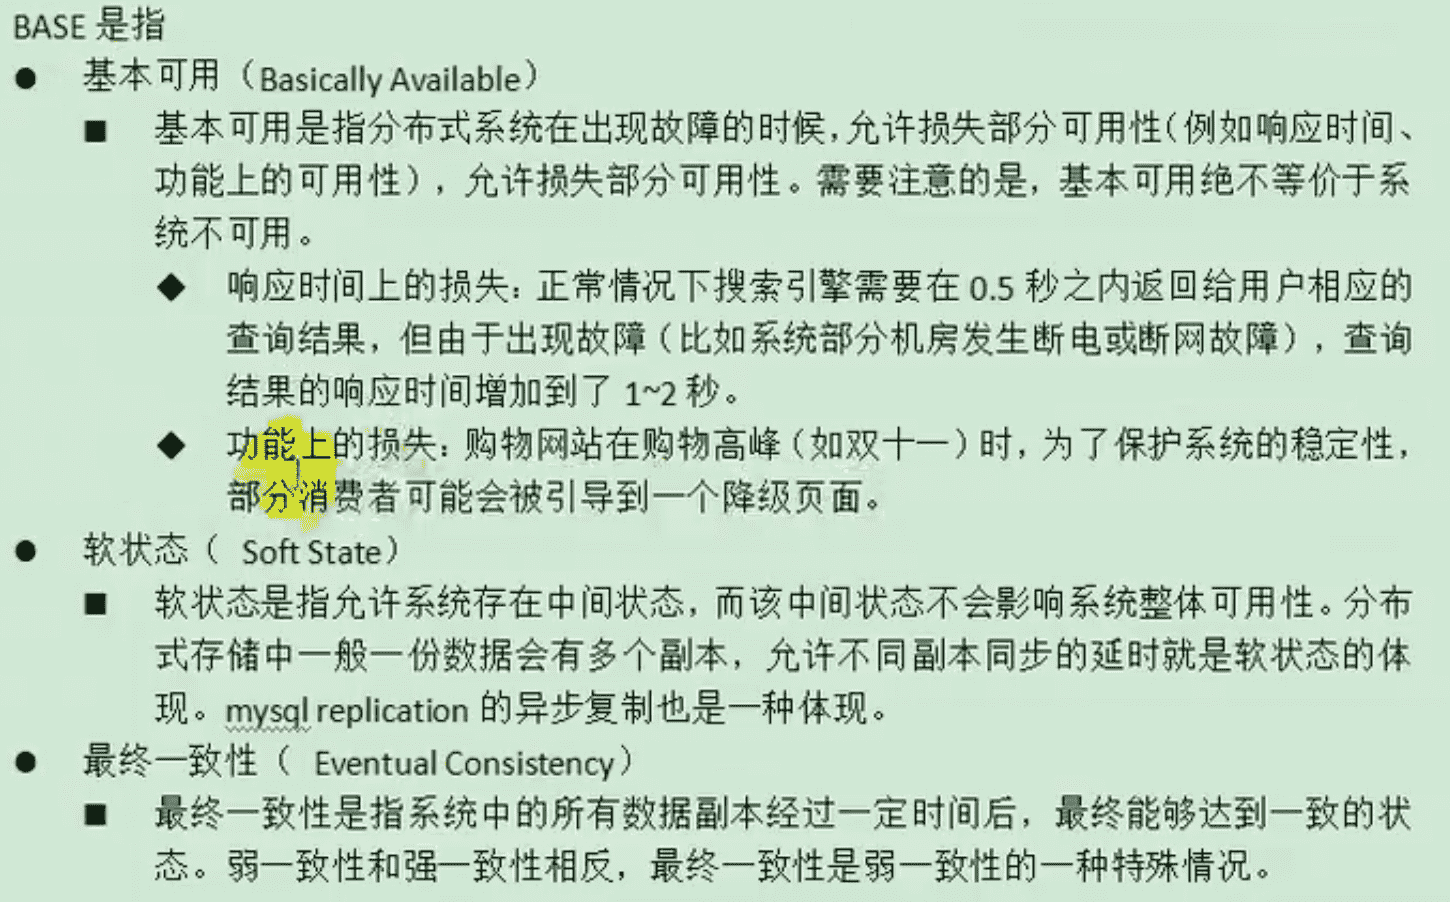 BASE 是指
● 基本可用（Basically Available）
■ 基本可用是指分布式系统在出现故障的时候，允许损失部分可用性（例如响应时间、
功能上的可用性），允许损失部分可用性。需要注意的是，基本可用绝不等价于系
统不可用。
◆ 响应时间上的损失：正常情况下搜索引擎需要在 0.5 秒之内返回给用户相应的
查询结果，但由于出现故障（比如系统部分机房发生断电或断网故障），查询
结果的响应时间增加到了 1~2 秒。
◆ 功能上的损失：购物网站在购物高峰（如双十一）时，为了保护系统的稳定性，
部分消费者可能会被引导到一个降级页面。
● 软状态（ Soft State）
■ 软状态是指允许系统存在中间状态，而该中间状态不会影响系统整体可用性。分布
式存储中一般一份数据会有多个副本，允许不同副本同步的延时就是软状态的体
现。mysql replication 的异步复制也是一种体现。
● 最终一致性（ Eventual Consistency）
■ 最终一致性是指系统中的所有数据副本经过一定时间后，最终能够达到一致的状
态。弱一致性和强一致性相反，最终一致性是弱一致性的一种特殊情况。